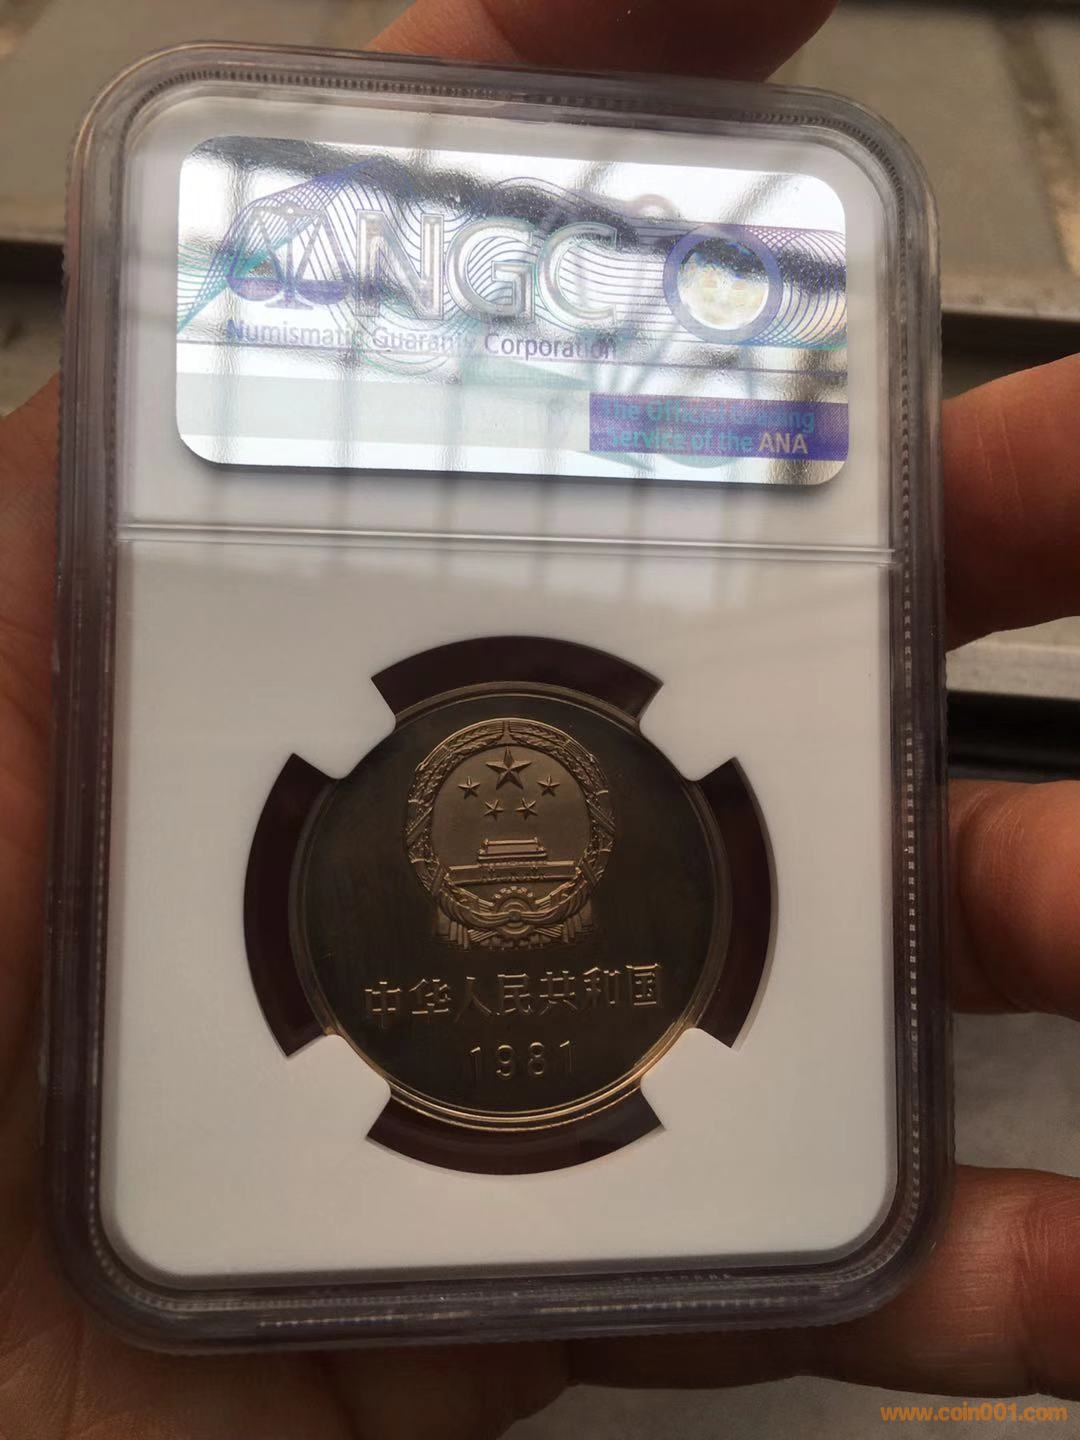 NGC
Numismatic Guaranty Corporation
The Official Grading
Service of the ANA
中华人民共和国
1981
www.coin001.com